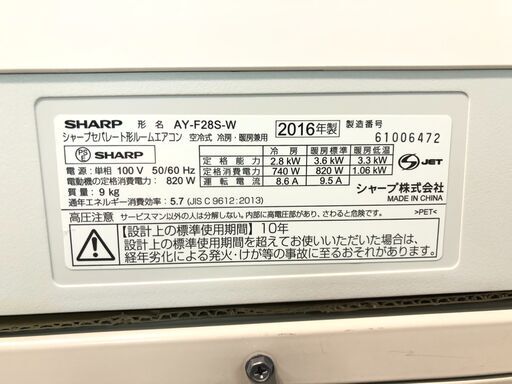 SHARP 形名 AY-F28S-W 2016年製 製造番号
シャープセパレート形ルームエアコン 空冷式 冷房・暖房兼用 61006472
PS E SHARP
電源：単相 100 V 50/60 Hz
電動機の定格消費電力： 820 W
質量： 9 kg
冷房 暖房標準 暖房低温
定格能力 2.8 kW 3.6 kW 3.3 kW
定格消費電力 740 W 820 W 1.06 kW
運転電流 8.6 A 9.5 A
S JET
通年エネルギー消費効率： 5.7 (JIS C 9612:2013)
シャープ株式会社
MADE IN CHINA
高圧注意 サービスマン以外の人は分解しない。内部に高電圧部があり、さわると危険です。 >PET<
【設計上の標準使用期間】10年
設計上の標準使用期間を超えてお使いいただいた場合は、
経年劣化による発火・けが等の事故に至るおそれがあります。